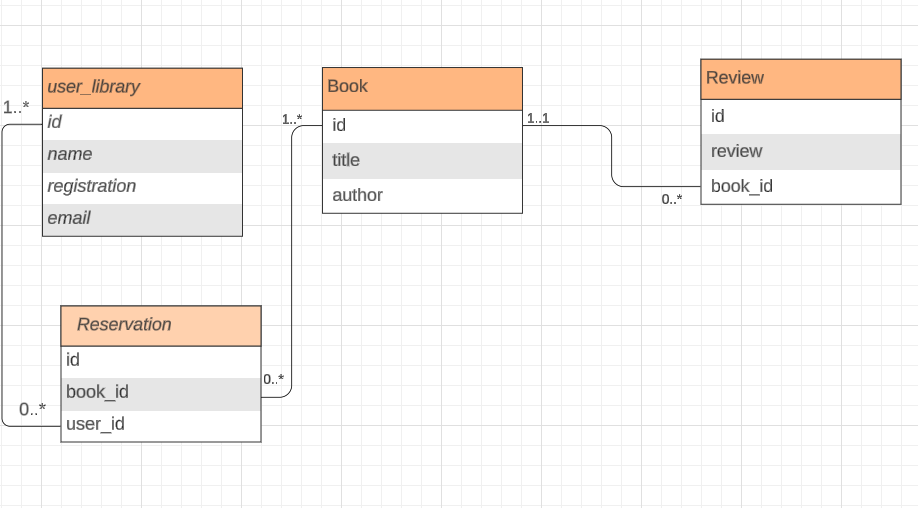 user_library
1..*
id
name
registration
email
Book
1..*
id
1..1
title
author
Review
id
review
book_id
0..*
Reservation
id
book_id
0..*
user_id
0..*